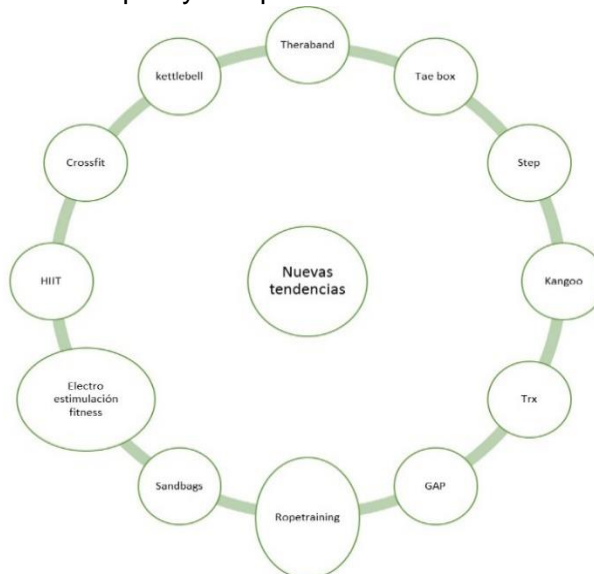 Theraband
Tae box
Step
Kangoo
Trx
GAP
Ropetraining
Sandbags
Electro
estimulación
fitness
HIIT
Crossfit
kettlebell
Nuevas
tendencias